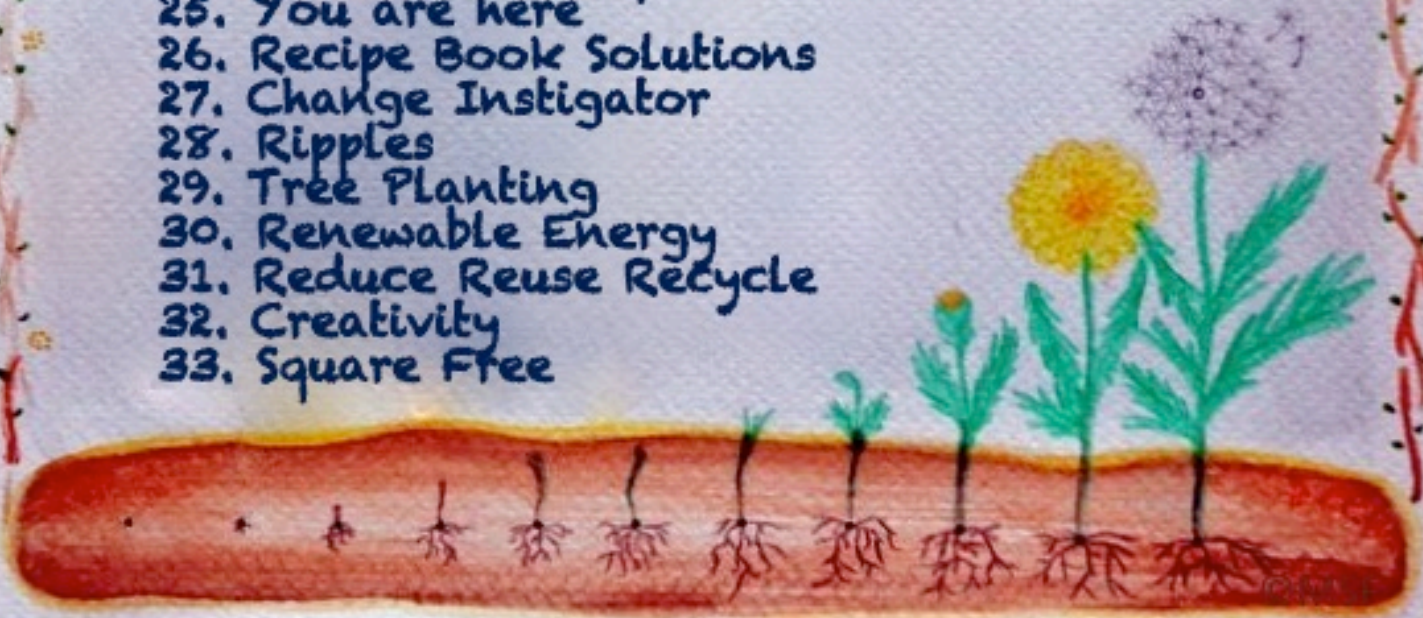 25. You are here
26. Recipe Book Solutions
27. Change Instigator
28. Ripples
29. Tree Planting
30. Renewable Energy
31. Reduce Reuse Recycle
32. Creativity
33. Square Free